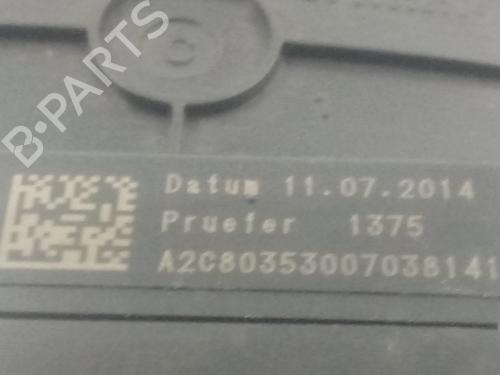 B-PARTS
Datum 11.07.2014
Pruefer 1375
A2C80353007038141